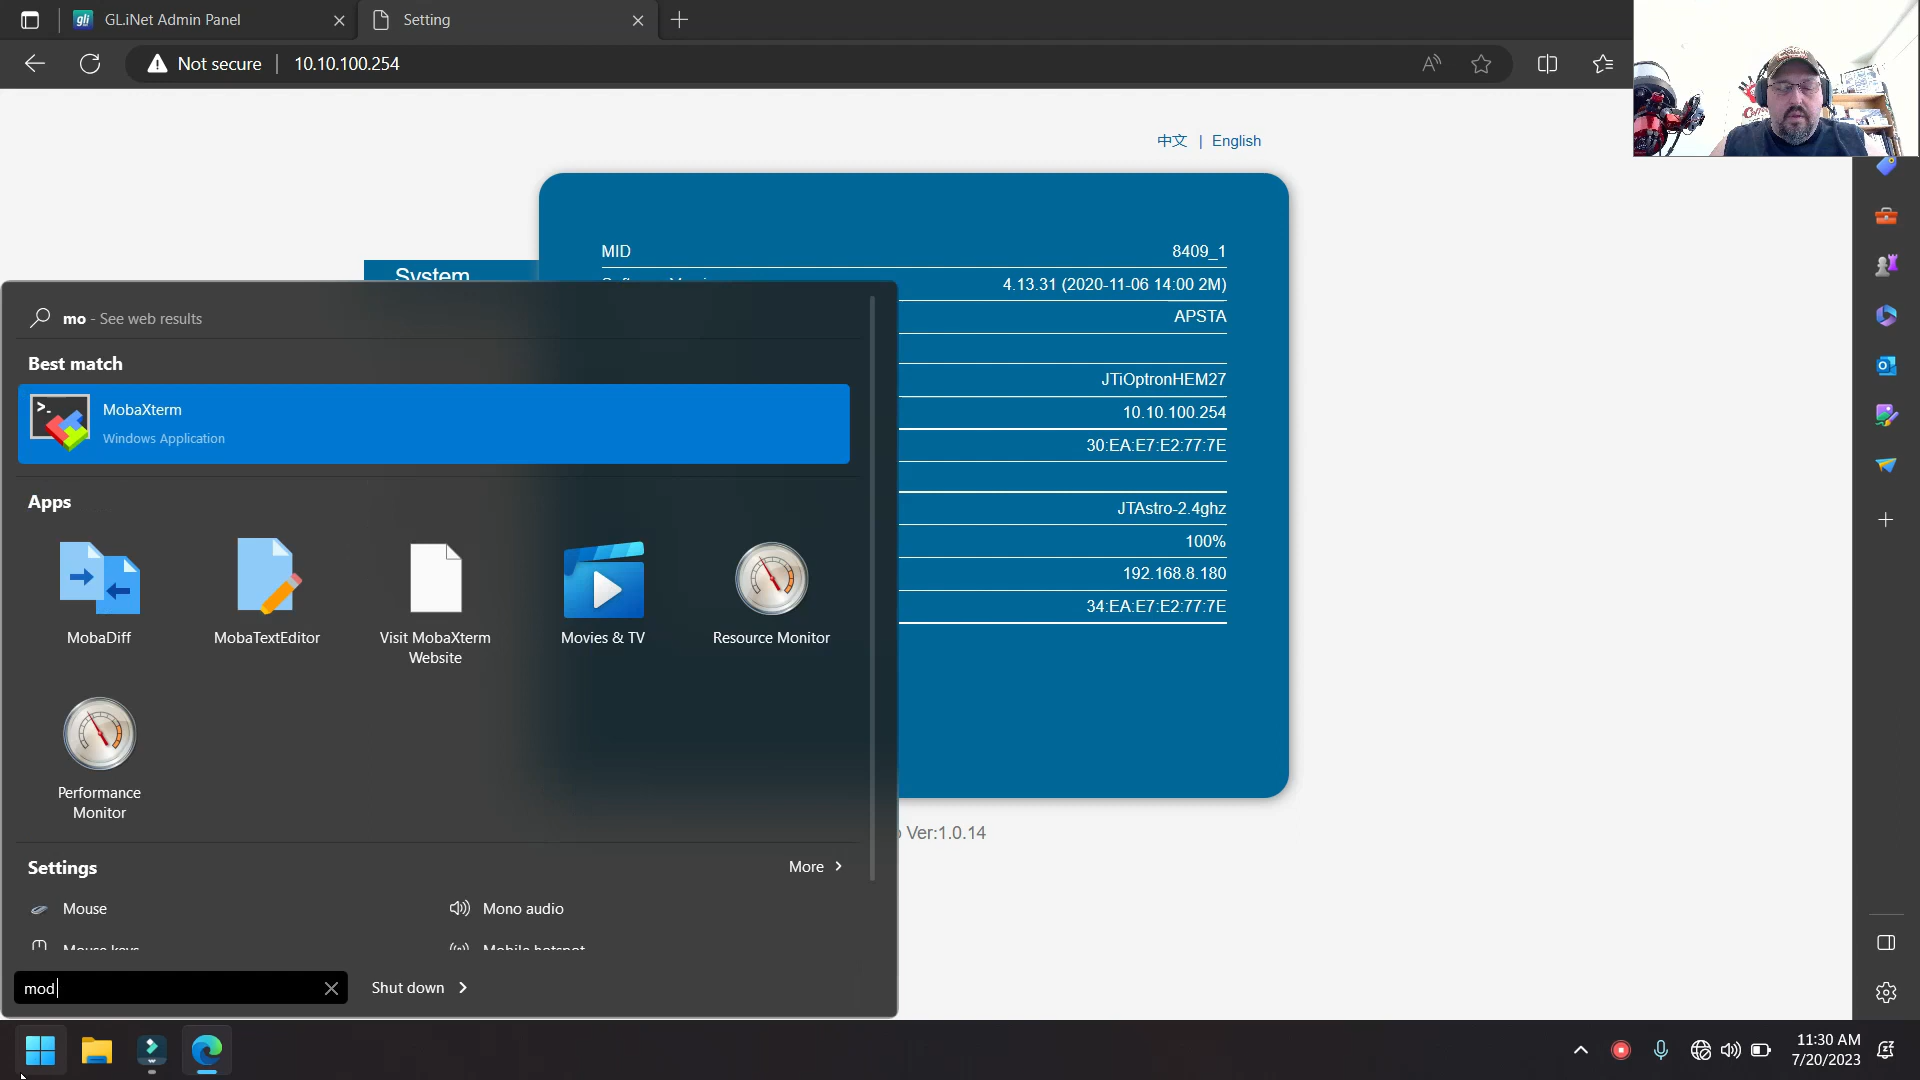 GL.iNet Admin Panel
Setting
Not secure
10.10.100.254
中文 | English
MID 8409_1
System
4.13.31 (2020-11-06 14:00 2M)
APSTA
JTiOptronHEM27
10.10.100.254
30:EA:E7:E2:77:7E
JTAstro-2.4ghz
100%
192.168.8.180
34:EA:E7:E2:77:7E
Ver:1.0.14
mo - See web results
Best match
MobaXterm
Windows Application
Apps
MobaDiff
MobaTextEditor
Visit MobaXterm
Website
Movies & TV
Resource Monitor
Performance
Monitor
Settings
More
Mouse
Mono audio
Mouse keys
Mobile hotspot
mod
Shut down
11:30 AM
7/20/2023